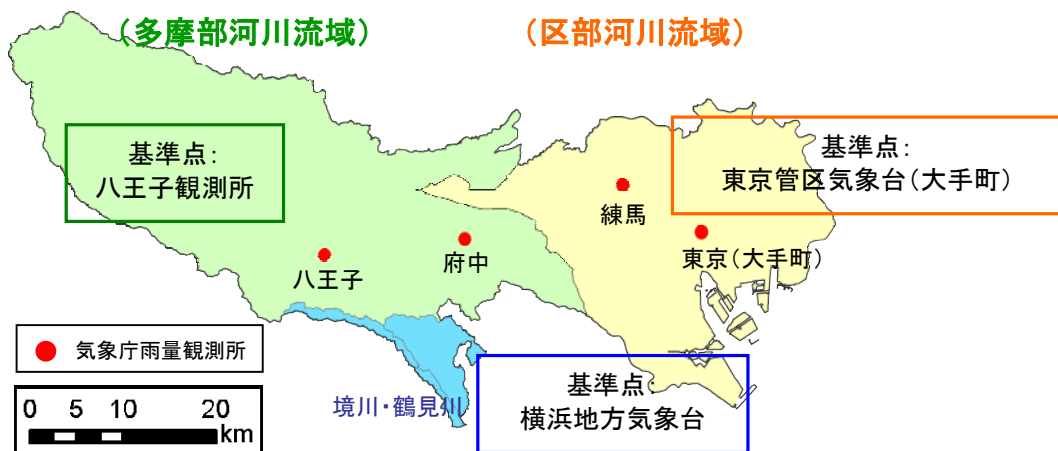 (多摩部河川流域)
(区部河川流域)
基準点:
八王子観測所
基準点:
東京管区気象台(大手町)
練馬
東京(大手町)
府中
八王子
気象庁雨量観測所
境川・鶴見川
基準点:
横浜地方気象台
0 5 10 20
km